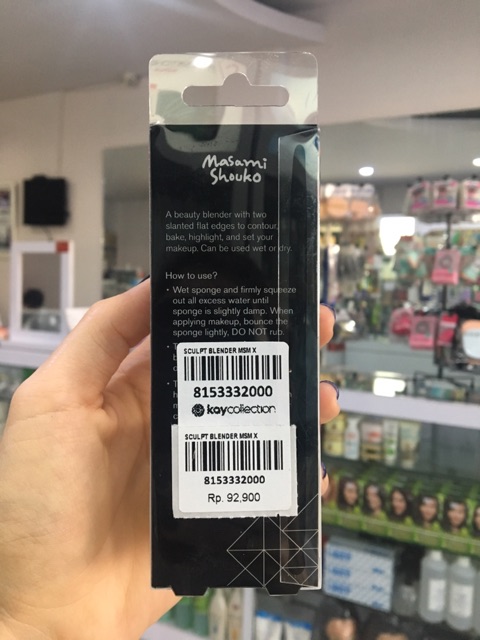 Masami
Shouko
A beauty blender with two
slanted flat edges to contour,
bake, highlight, and set your
makeup. Can be used wet or dry.
How to use?
• Wet sponge and firmly squeeze
out all excess water until
sponge is slightly damp. When
applying makeup, bounce the
sponge lightly, DO NOT rub.
SCULPT BLENDER MSM X
8153332000
kaycollection
SCULPT BLENDER MSM X
8153332000
Rp. 92,900